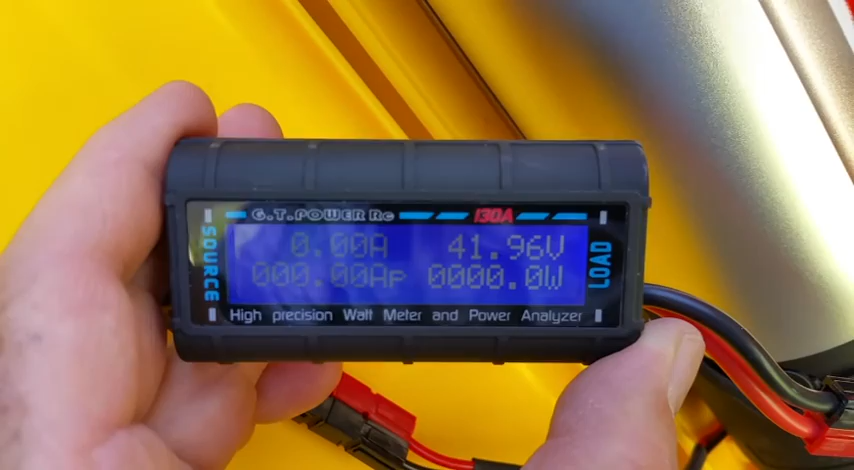 G.T.POWER RC 130A
SOURCE
0.00A 41.96V
000.00Ap 0000.0W
LOAD
High precision Watt Meter and Power Analyzer